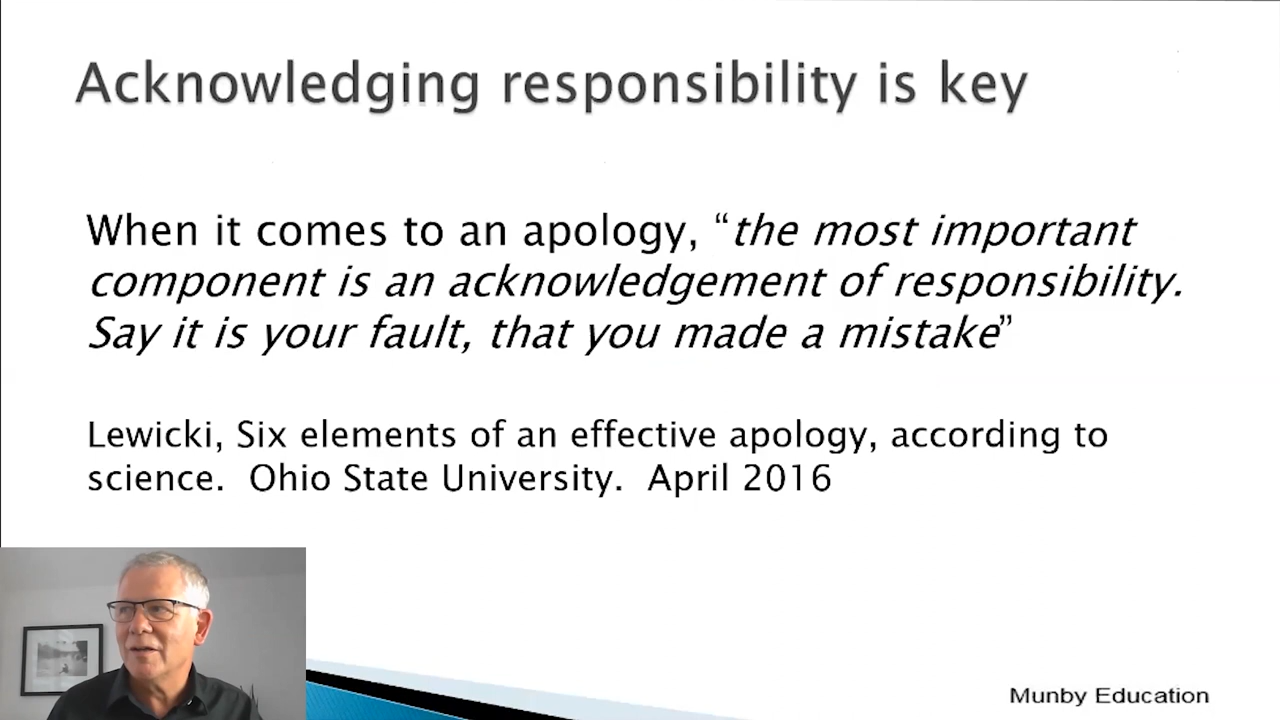 Acknowledging responsibility is key
When it comes to an apology, “the most important
component is an acknowledgement of responsibility.
Say it is your fault, that you made a mistake”
Lewicki, Six elements of an effective apology, according to
science.  Ohio State University.  April 2016
Munby Education